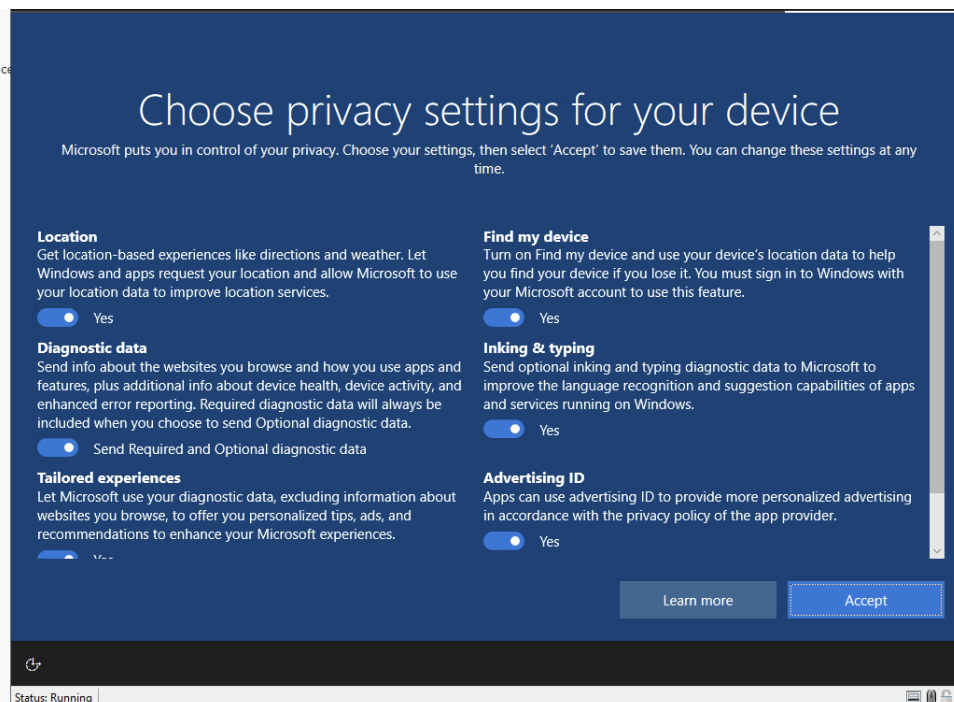 ce
Choose privacy settings for your device
Microsoft puts you in control of your privacy. Choose your settings, then select ‘Accept’ to save them. You can change these settings at any
time.
Location
Get location-based experiences like directions and weather. Let
Windows and apps request your location and allow Microsoft to use
your location data to improve location services.
Yes
Diagnostic data
Send info about the websites you browse and how you use apps and
features, plus additional info about device health, device activity, and
enhanced error reporting. Required diagnostic data will always be
included when you choose to send Optional diagnostic data.
Send Required and Optional diagnostic data
Tailored experiences
Let Microsoft use your diagnostic data, excluding information about
websites you browse, to offer you personalized tips, ads, and
recommendations to enhance your Microsoft experiences.
Yes
Find my device
Turn on Find my device and use your device’s location data to help
you find your device if you lose it. You must sign in to Windows with
your Microsoft account to use this feature.
Yes
Inking & typing
Send optional inking and typing diagnostic data to Microsoft to
improve the language recognition and suggestion capabilities of apps
and services running on Windows.
Yes
Advertising ID
Apps can use advertising ID to provide more personalized advertising
in accordance with the privacy policy of the app provider.
Yes
Learn more
Accept
Status: Running